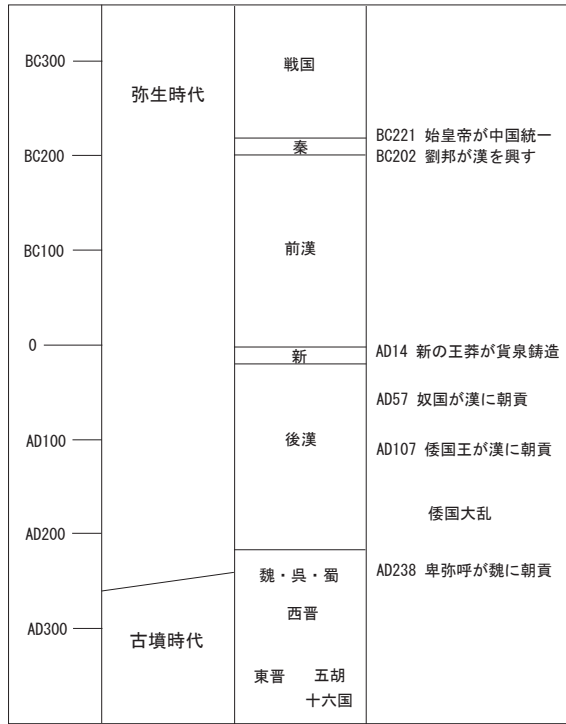 BC300
戦国
弥生時代
BC221 始皇帝が中国統一
秦
BC200
BC202 劉邦が漢を興す
BC100
前漢
0
新
AD14 新の王莽が貨泉鋳造
AD57 奴国が漢に朝貢
AD100
後漢
AD107 倭国王が漢に朝貢
倭国大乱
AD200
魏・呉・蜀
AD238 卑弥呼が魏に朝貢
西晋
AD300
古墳時代
東晋
五胡
十六国